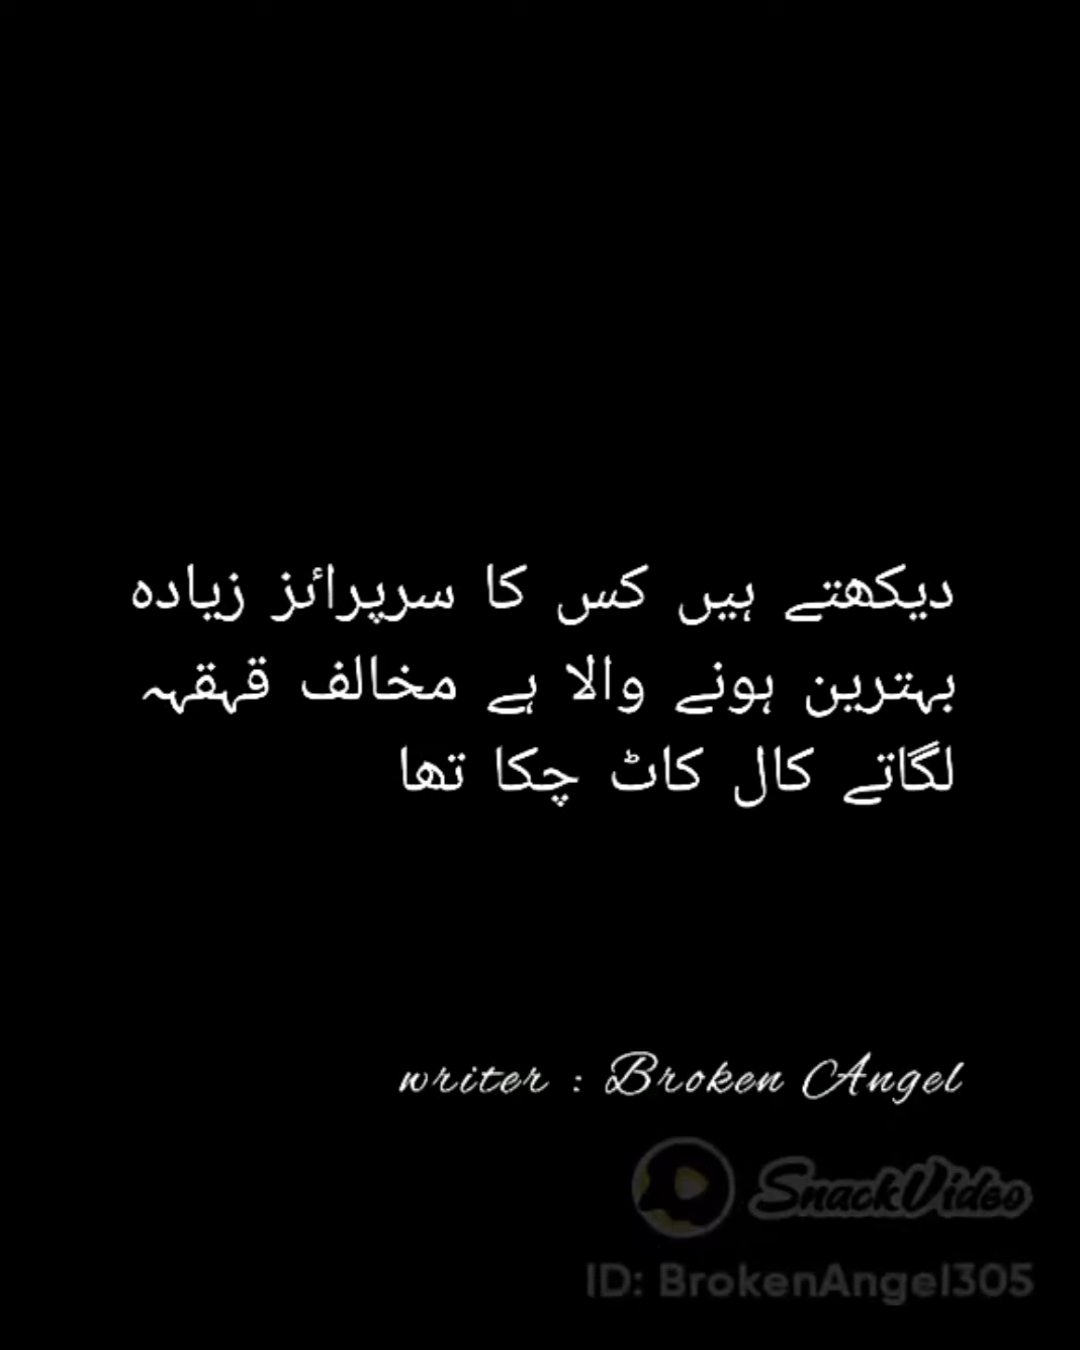 دیکھتے ہیں کس کا سرپرائز زیادہ
بہترین ہونے والا ہے مخالف قہقہہ
لگاتے کال کاٹ چکا تھا
writer : Broken Angel
SnackVideo
ID: BrokenAngel305